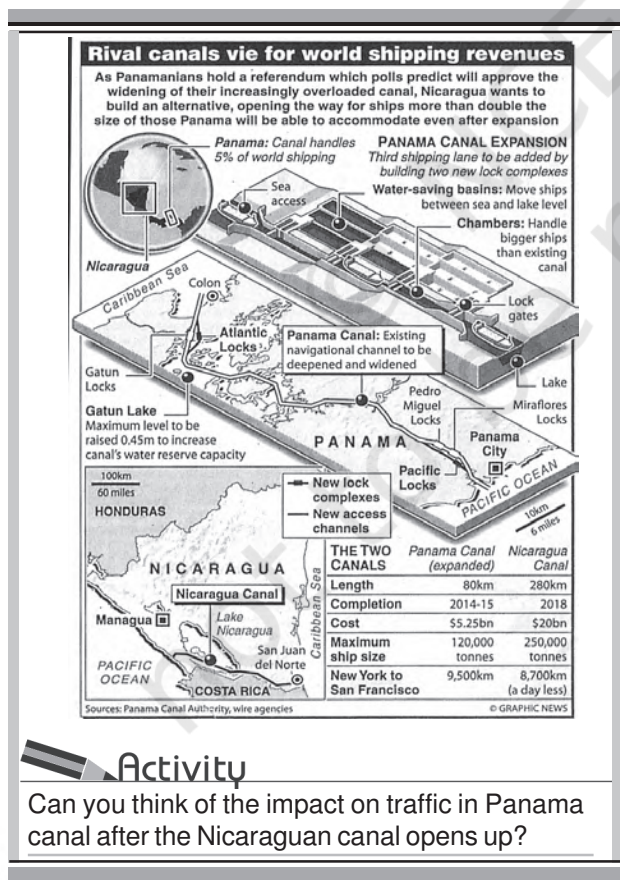 Rival canals vie for world shipping revenues
As Panamanians hold a referendum which polls predict will approve the
widening of their increasingly overloaded canal, Nicaragua wants to
build an alternative, opening the way for ships more than double the
size of those Panama will be able to accommodate even after expansion
Panama: Canal handles
5% of world shipping
PANAMA CANAL EXPANSION
Third shipping lane to be added by
building two new lock complexes
Water-saving basins: Move ships
between sea and lake level
Chambers: Handle
bigger ships
than existing
canal
Sea
access
Lock
gates
Lake
Nicaragua
Caribbean Sea
Colon
Atlantic
Locks
Panama Canal: Existing
navigational channel to be
deepened and widened
Gatun
Locks
Gatun Lake
Maximum level to be
raised 0.45m to increase
canal's water reserve capacity
Pedro
Miguel
Locks
Miraflores
Locks
PANAMA
Panama
City
Pacific
Locks
PACIFIC OCEAN
10km
6 miles
100km
60 miles
HONDURAS
New lock
complexes
New access
channels
NICARAGUA
Nicaragua Canal
Managua
Lake
Nicaragua
Caribbean Sea
San Juan
del Norte
PACIFIC
OCEAN
COSTA RICA
THE TWO CANALS Panama Canal (expanded) Nicaragua Canal
Length 80km 280km
Completion 2014-15 2018
Cost $5.25bn $20bn
Maximum ship size 120,000 tonnes 250,000 tonnes
New York to San Francisco 9,500km 8,700km (a day less)
Sources: Panama Canal Authority, wire agencies
© GRAPHIC NEWS
Activity
Can you think of the impact on traffic in Panama
canal after the Nicaraguan canal opens up?